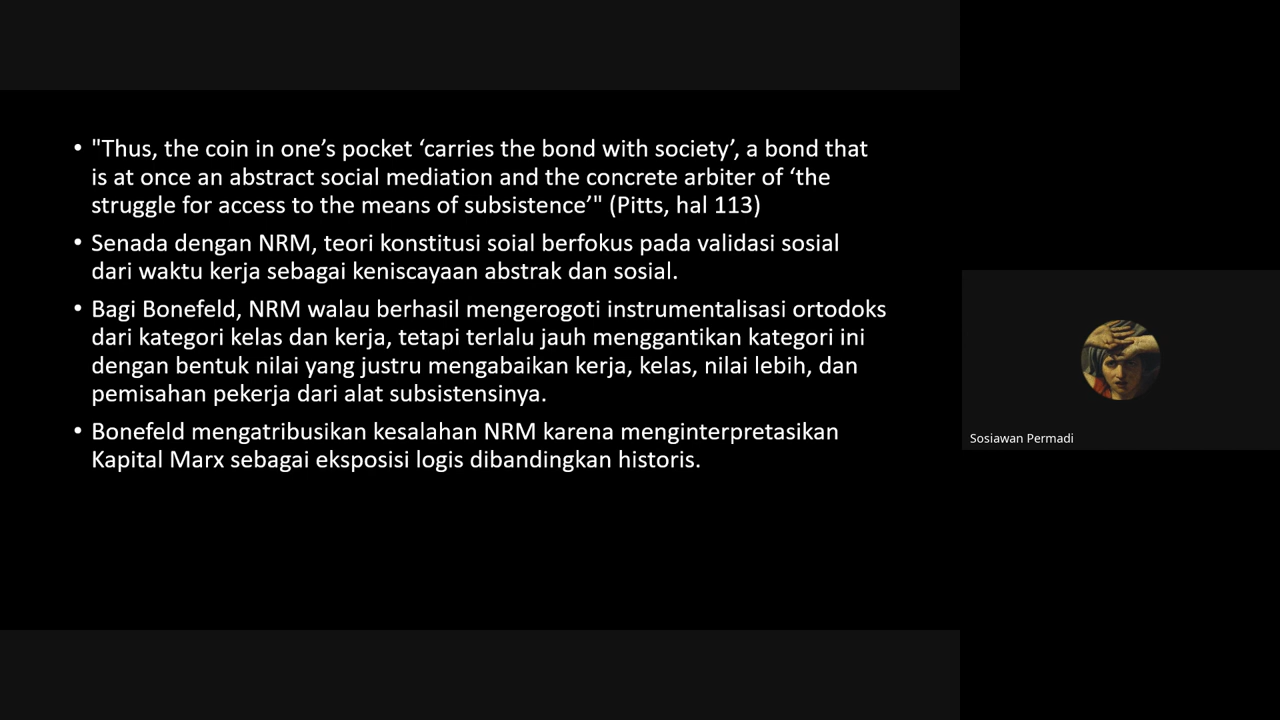 • "Thus, the coin in one’s pocket ‘carries the bond with society’, a bond that
is at once an abstract social mediation and the concrete arbiter of ‘the
struggle for access to the means of subsistence’" (Pitts, hal 113)
• Senada dengan NRM, teori konstitusi soial berfokus pada validasi sosial
dari waktu kerja sebagai keniscayaan abstrak dan sosial.
• Bagi Bonefeld, NRM walau berhasil mengerogoti instrumentalisasi ortodoks
dari kategori kelas dan kerja, tetapi terlalu jauh menggantikan kategori ini
dengan bentuk nilai yang justru mengabaikan kerja, kelas, nilai lebih, dan
pemisahan pekerja dari alat subsistensinya.
• Bonefeld mengatribusikan kesalahan NRM karena menginterpretasikan
Kapital Marx sebagai eksposisi logis dibandingkan historis.
Sosiawan Permadi